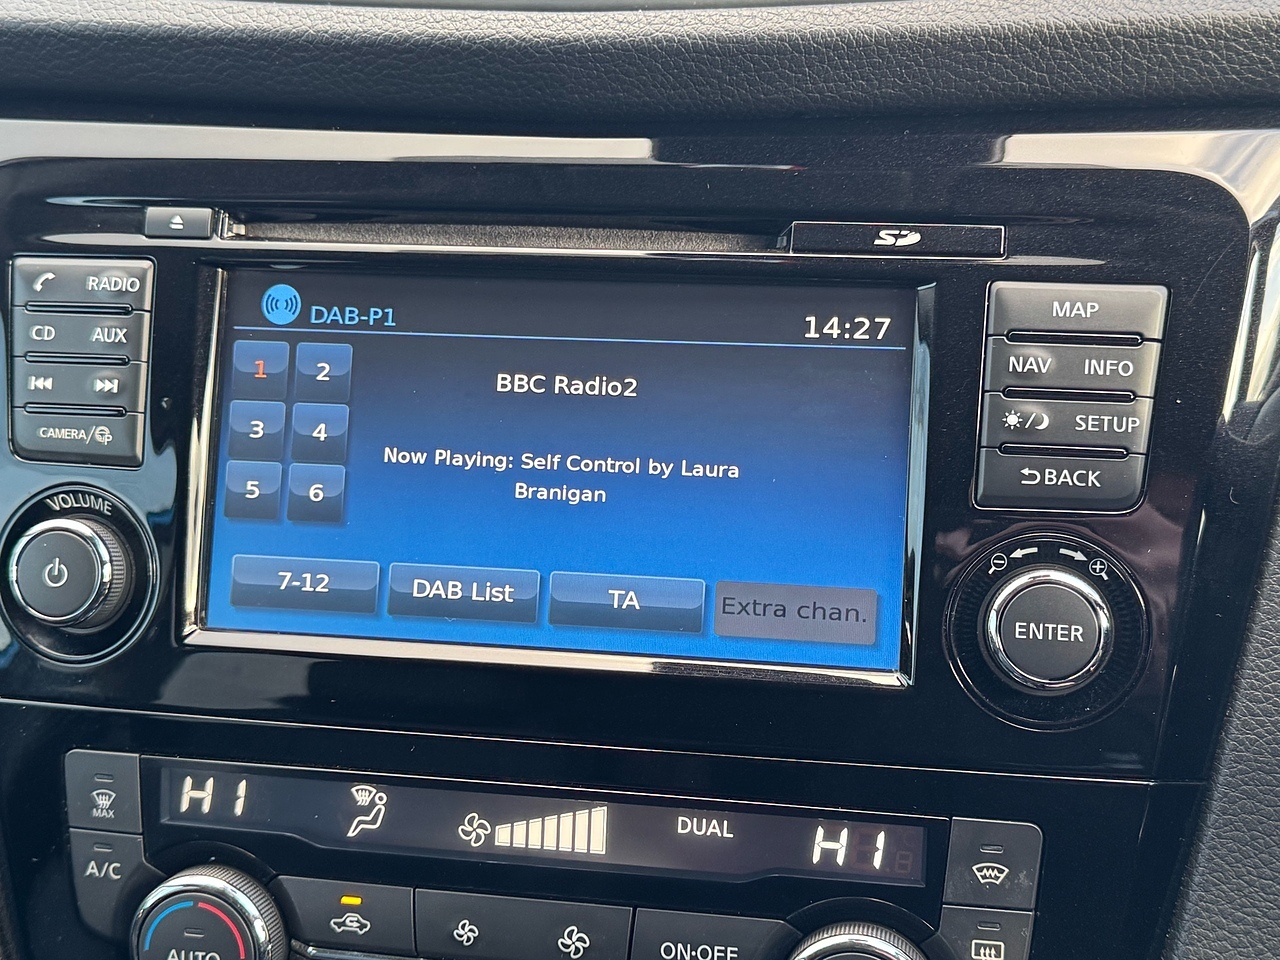 SD
RADIO
CD AUX
CAMERA/
VOLUME
DAB-P1
14:27
1 2
3 4
5 6
BBC Radio2
Now Playing: Self Control by Laura
Branigan
7-12
DAB List
TA
Extra chan.
MAP
NAV INFO
SETUP
BACK
ENTER
HI
DUAL
HI
MAX
A/C
AUTO
ON·OFF